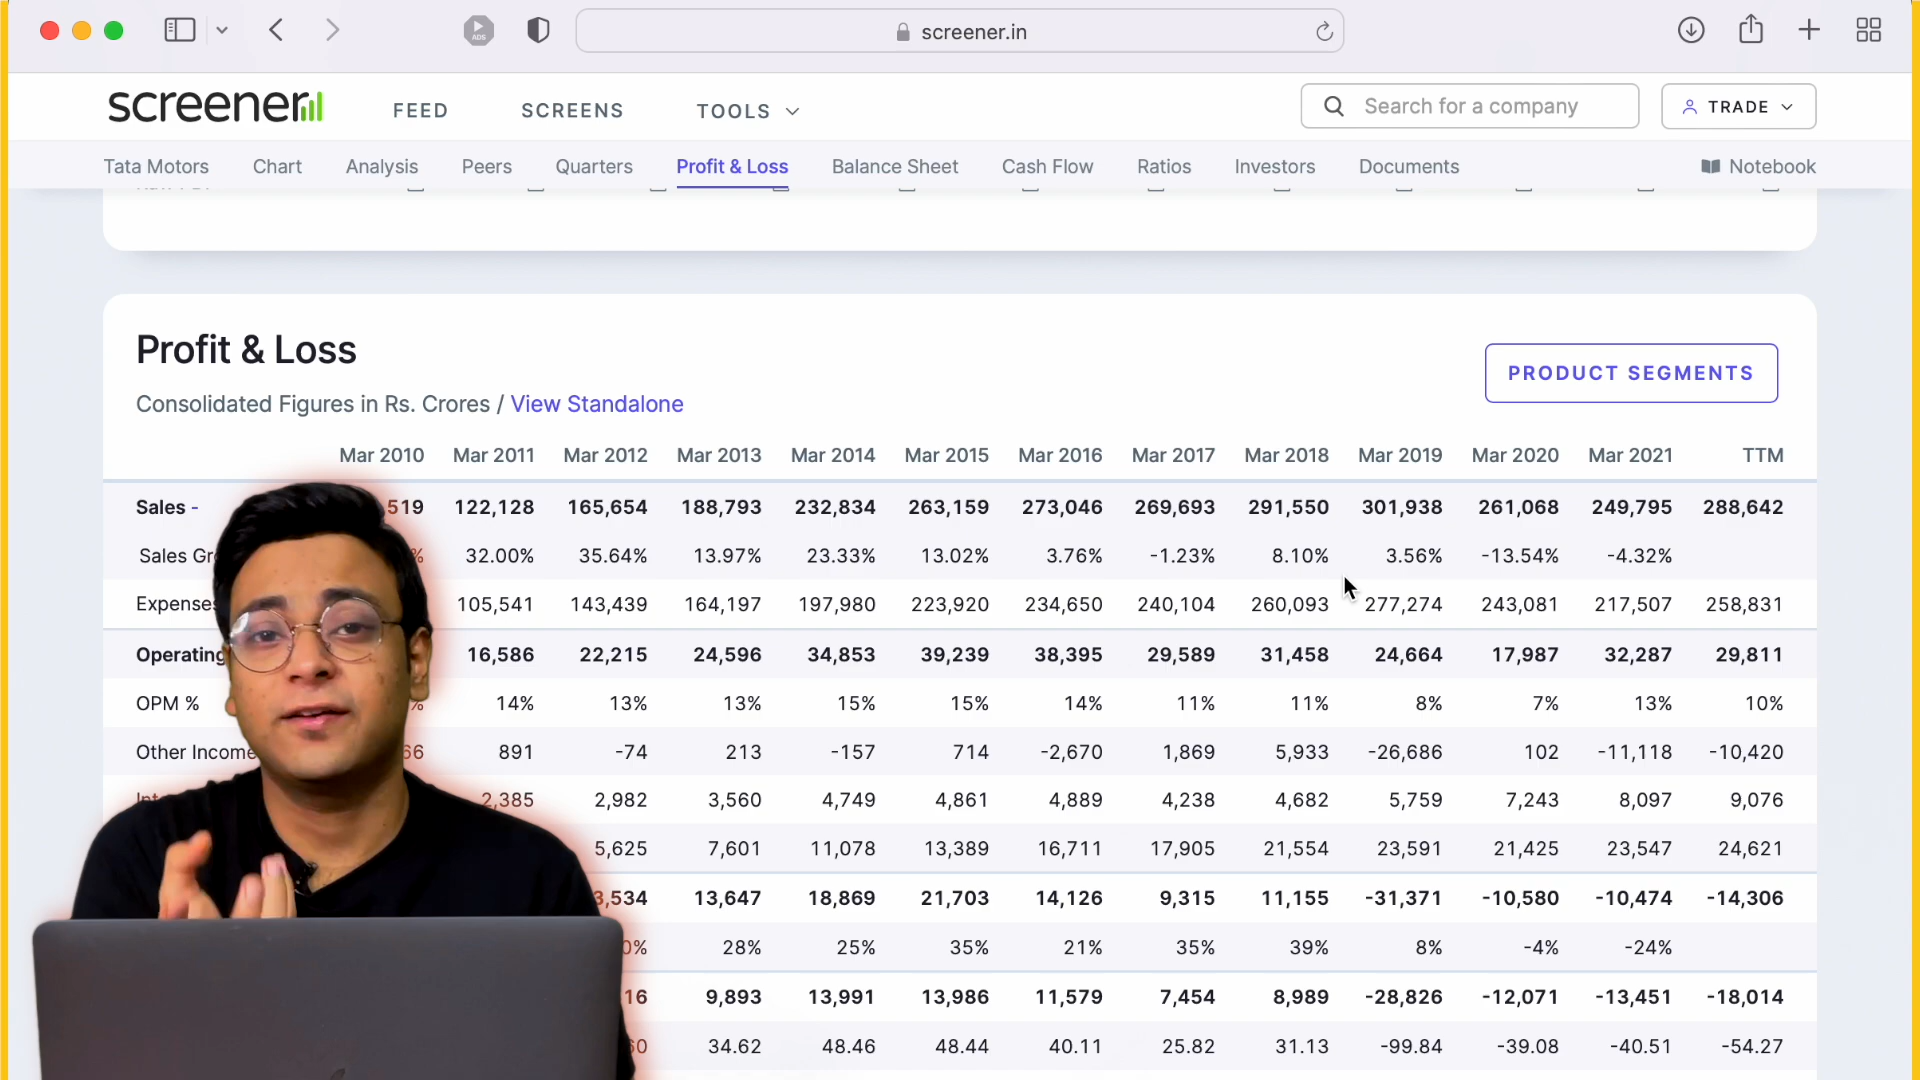 screener.in
ADS
screener
FEED
SCREENS
TOOLS
Search for a company
TRADE
Tata Motors
Chart
Analysis
Peers
Quarters
Profit & Loss
Balance Sheet
Cash Flow
Ratios
Investors
Documents
Notebook
Profit & Loss
PRODUCT SEGMENTS
Consolidated Figures in Rs. Crores / View Standalone
Mar 2010 Mar 2011 Mar 2012 Mar 2013 Mar 2014 Mar 2015 Mar 2016 Mar 2017 Mar 2018 Mar 2019 Mar 2020 Mar 2021 TTM
Sales - 519 122,128 165,654 188,793 232,834 263,159 273,046 269,693 291,550 301,938 261,068 249,795 288,642
Sales Gr % 32.00% 35.64% 13.97% 23.33% 13.02% 3.76% -1.23% 8.10% 3.56% -13.54% -4.32%
Expenses 105,541 143,439 164,197 197,980 223,920 234,650 240,104 260,093 277,274 243,081 217,507 258,831
Operating 16,586 22,215 24,596 34,853 39,239 38,395 29,589 31,458 24,664 17,987 32,287 29,811
OPM % % 14% 13% 13% 15% 15% 14% 11% 11% 8% 7% 13% 10%
Other Income 66 891 -74 213 -157 714 -2,670 1,869 5,933 -26,686 102 -11,118 -10,420
2,385 2,982 3,560 4,749 4,861 4,889 4,238 4,682 5,759 7,243 8,097 9,076
5,625 7,601 11,078 13,389 16,711 17,905 21,554 23,591 21,425 23,547 24,621
3,534 13,647 18,869 21,703 14,126 9,315 11,155 -31,371 -10,580 -10,474 -14,306
0% 28% 25% 35% 21% 35% 39% 8% -4% -24%
16 9,893 13,991 13,986 11,579 7,454 8,989 -28,826 -12,071 -13,451 -18,014
60 34.62 48.46 48.44 40.11 25.82 31.13 -99.84 -39.08 -40.51 -54.27